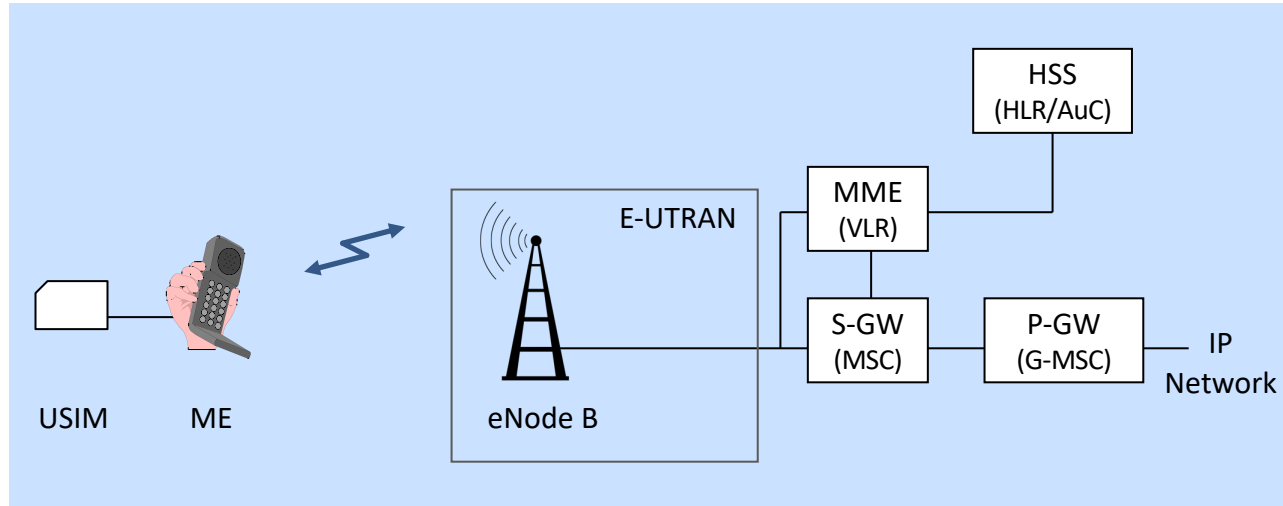 HSS
(HLR/AuC)
MME
(VLR)
E-UTRAN
S-GW
(MSC)
P-GW
(G-MSC)
IP
Network
USIM
ME
eNode B